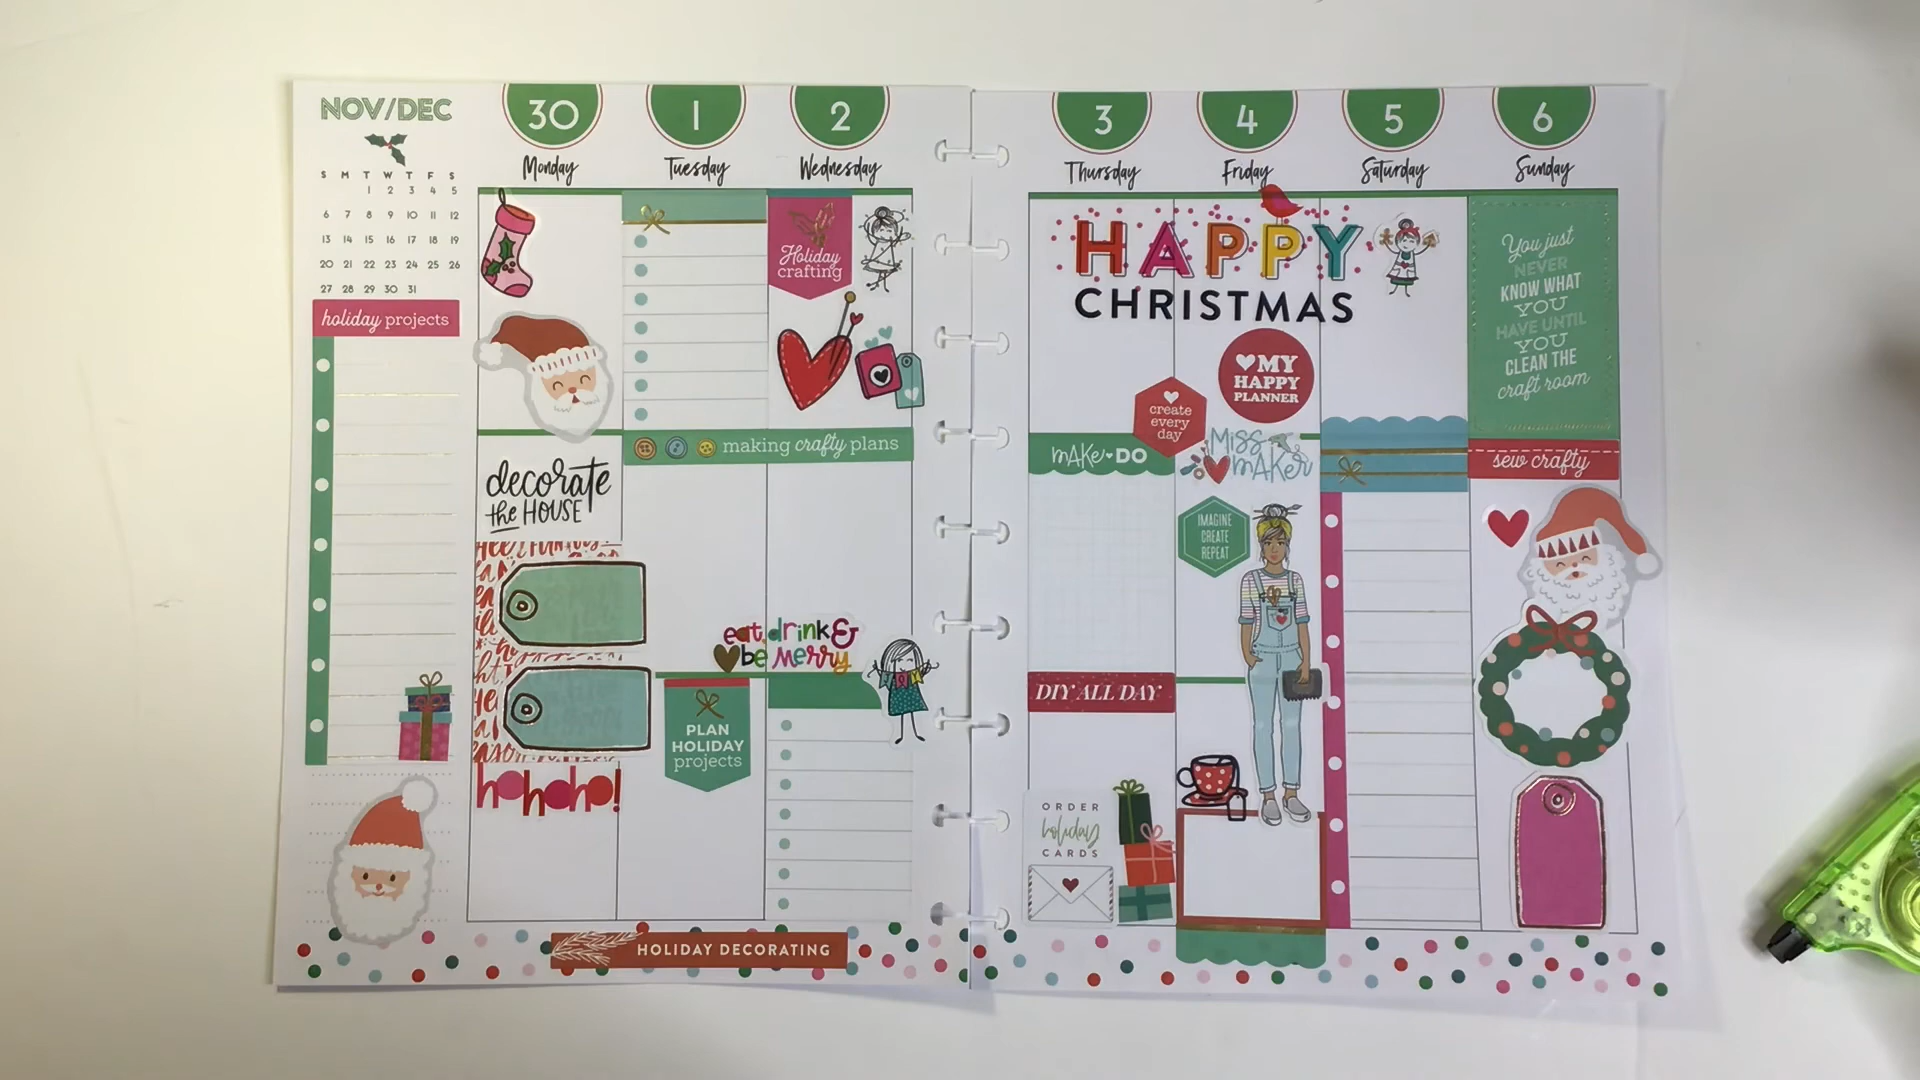 NOV/DEC
S M T W T F S
1 2 3 4 5
6 7 8 9 10 11 12
13 14 15 16 17 18 19
20 21 22 23 24 25 26
27 28 29 30 31
holiday projects
30
Monday
decorate
the HOUSE
hohoho!
1
Tuesday
making crafty plans
eat, drink &
be merry
PLAN
HOLIDAY
projects
2
Wednesday
Holiday
crafting
HOLIDAY DECORATING
3
Thursday
HAPPY
CHRISTMAS
create
every
day
make DO
DIY ALL DAY
ORDER
holiday
CARDS
4
Friday
MY
HAPPY
PLANNER
Miss
maker
IMAGINE
CREATE
REPEAT
5
Saturday
6
Sunday
You just
NEVER
KNOW WHAT
YOU
HAVE UNTIL
YOU
CLEAN THE
craft room
sew crafty